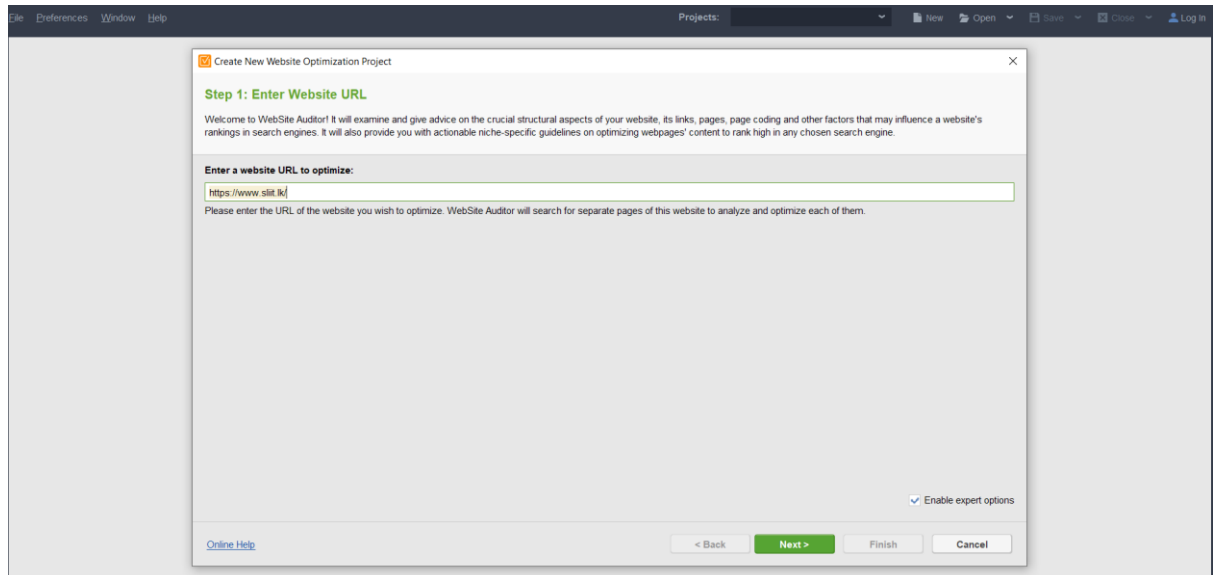 File Preferences Window Help Projects: New Open Save Close Log In
Create New Website Optimization Project
Step 1: Enter Website URL
Welcome to WebSite Auditor! It will examine and give advice on the crucial structural aspects of your website, its links, pages, page coding and other factors that may influence a website's
rankings in search engines. It will also provide you with actionable niche-specific guidelines on optimizing webpages' content to rank high in any chosen search engine.
Enter a website URL to optimize:
https://www.sliit.lk/
Please enter the URL of the website you wish to optimize. WebSite Auditor will search for separate pages of this website to analyze and optimize each of them.
Enable expert options
Online Help < Back Next > Finish Cancel